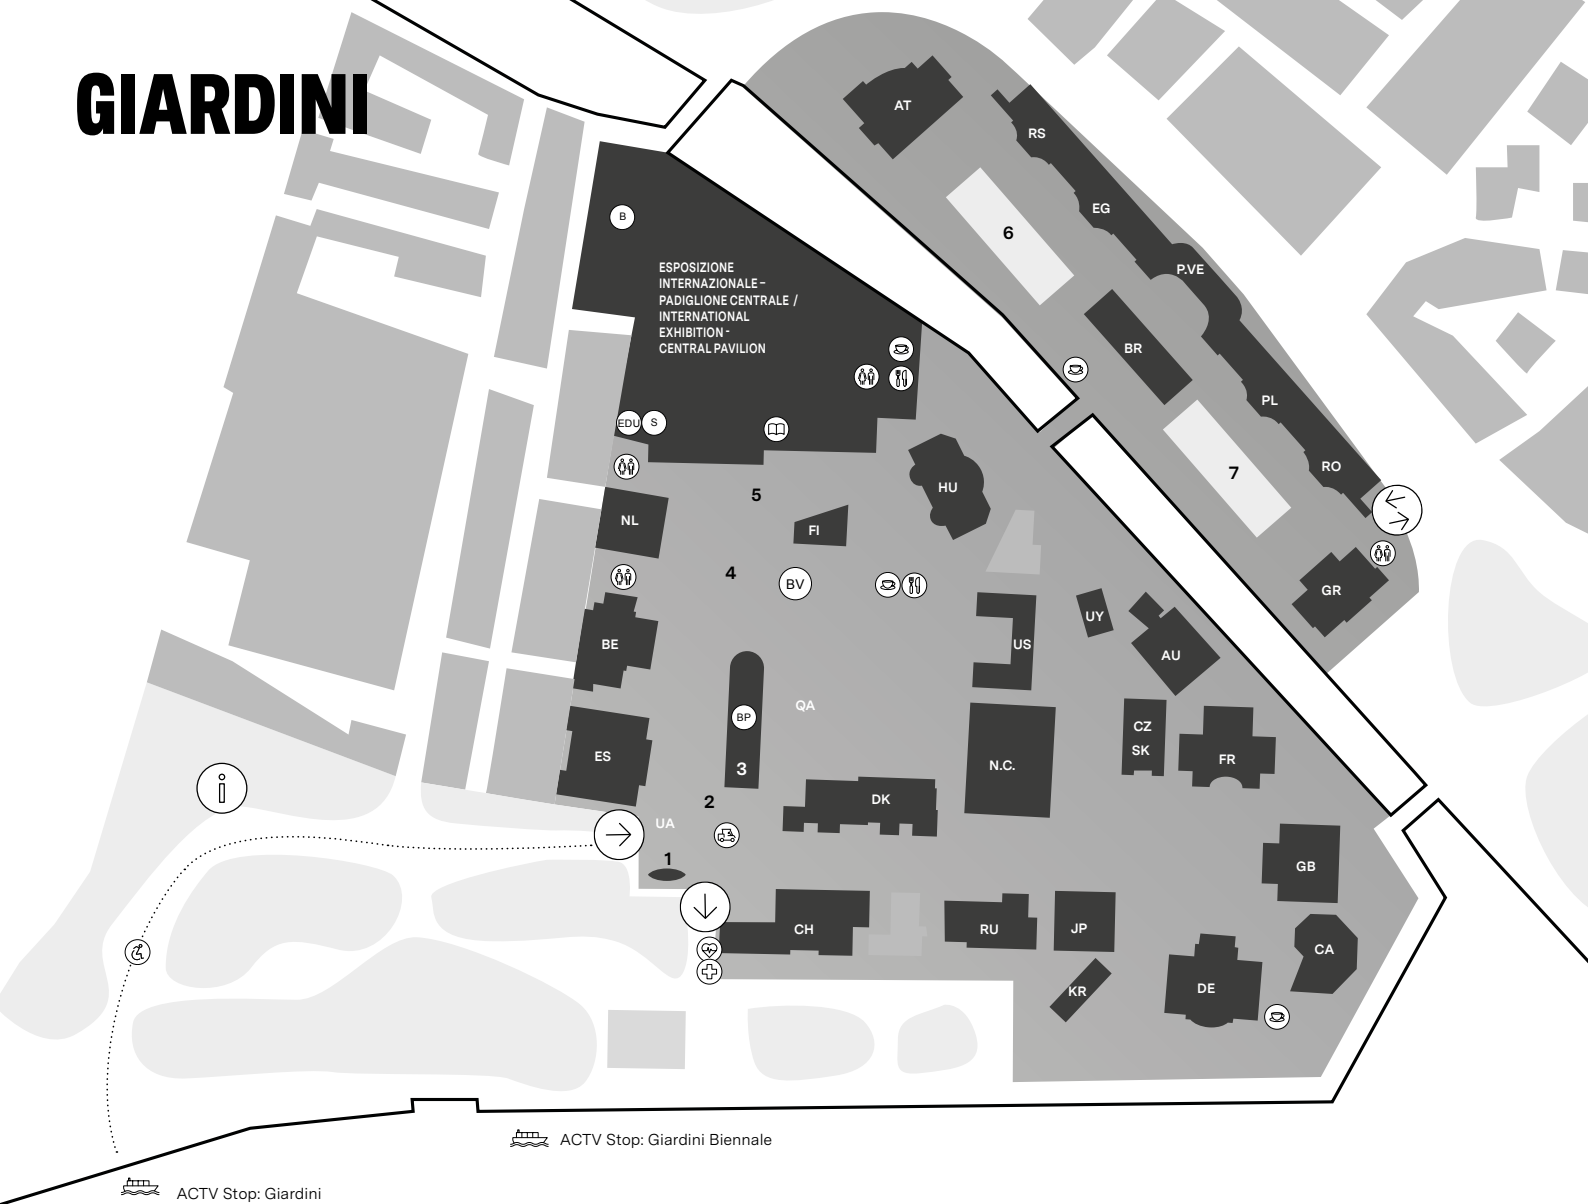 GIARDINI
AT
RS
B
EG
6
ESPOSIZIONE
INTERNAZIONALE –
PADIGLIONE CENTRALE /
INTERNATIONAL
EXHIBITION -
CENTRAL PAVILION
P.VE
BR
PL
EDU
S
RO
7
HU
5
NL
FI
4
BV
GR
UY
BE
US
AU
QA
BP
CZ
SK
ES
3
N.C.
FR
2
DK
UA
1
GB
CH
RU
JP
CA
KR
DE
ACTV Stop: Giardini Biennale
ACTV Stop: Giardini